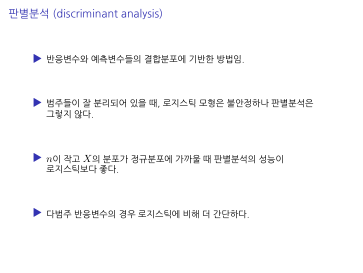 판별분석 (discriminant analysis)
▶ 반응변수와 예측변수들의 결합분포에 기반한 방법임.
▶ 범주들이 잘 분리되어 있을 때, 로지스틱 모형은 불안정하나 판별분석은
그렇지 않다.
▶ n이 작고 X의 분포가 정규분포에 가까울 때 판별분석의 성능이
로지스틱보다 좋다.
▶ 다범주 반응변수의 경우 로지스틱에 비해 더 간단하다.